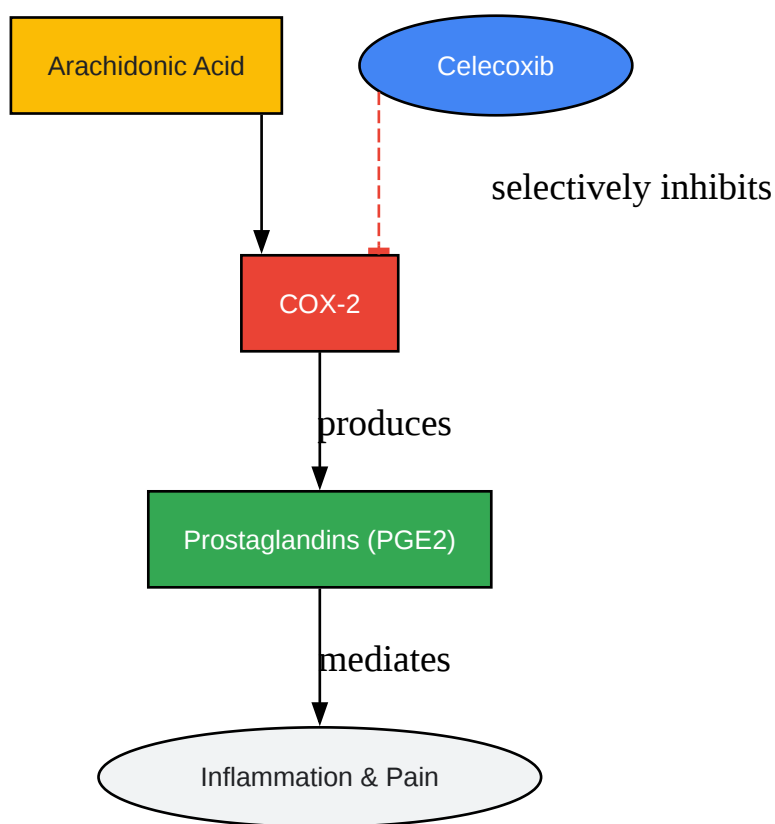 Arachidonic Acid
Celecoxib
selectively inhibits
COX-2
produces
Prostaglandins (PGE2)
mediates
Inflammation & Pain